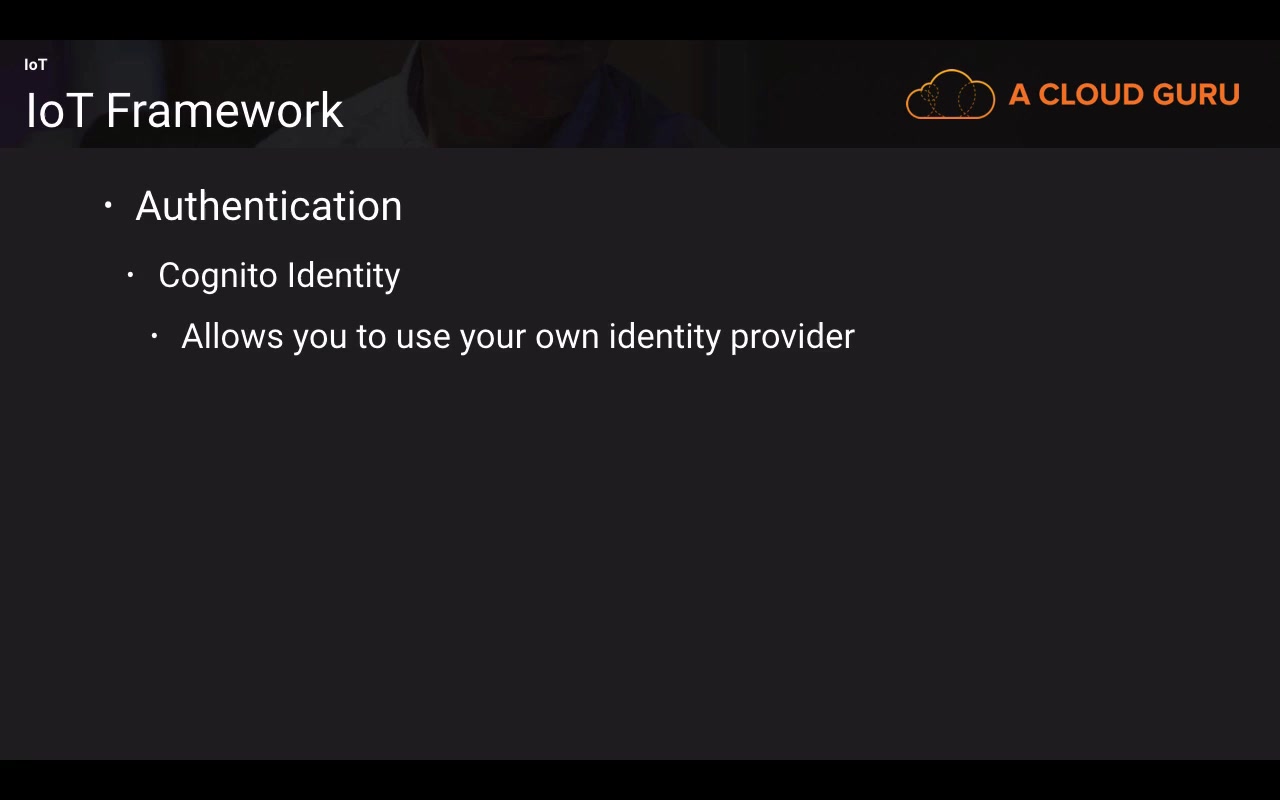 IoT
IoT Framework
A CLOUD GURU
• Authentication
• Cognito Identity
• Allows you to use your own identity provider